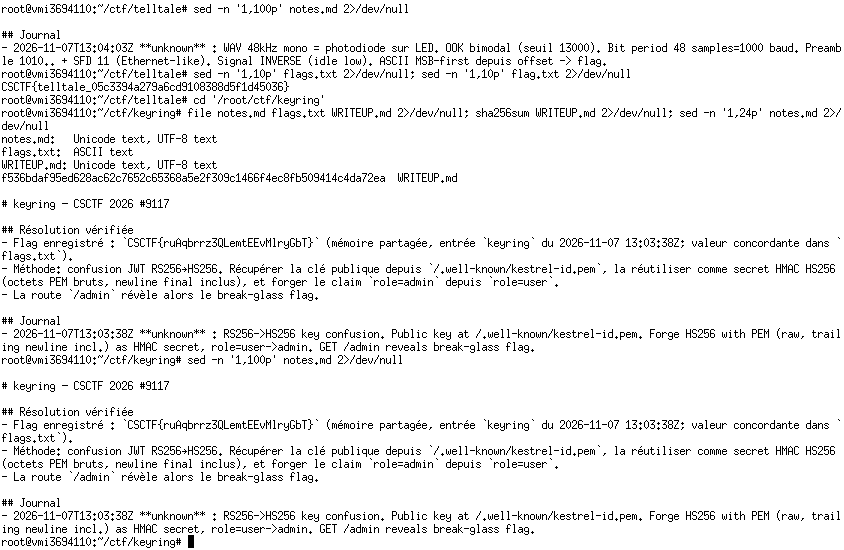 root@vmi3694110:~/ctf/telltale# sed -n '1,100p' notes.md 2>/dev/null

## Journal
- 2026-11-07T13:04:03Z **unknown** : WAV 48kHz mono = photodiode sur LED. OOK bimodal (seuil 13000). Bit period 48 samples=1000 baud. Preamb
le 1010.. + SFD 11 (Ethernet-like). Signal INVERSE (idle low). ASCII MSB-first depuis offset -> flag.
root@vmi3694110:~/ctf/telltale# sed -n '1,10p' flags.txt 2>/dev/null; sed -n '1,10p' flag.txt 2>/dev/null
CSCTF{telltale_05c3394a279a6cd9108388d5f1d45036}
root@vmi3694110:~/ctf/telltale# cd '/root/ctf/keyring'
root@vmi3694110:~/ctf/keyring# file notes.md flags.txt WRITEUP.md 2>/dev/null; sha256sum WRITEUP.md 2>/dev/null; sed -n '1,24p' notes.md 2>/
dev/null
notes.md:   Unicode text, UTF-8 text
flags.txt:  ASCII text
WRITEUP.md: Unicode text, UTF-8 text
f536bdaf95ed628ac62c7652c65368a5e2f309c1466f4ec8fb509414c4da72ea  WRITEUP.md

# keyring — CSCTF 2026 #9117

## Résolution vérifiée
- Flag enregistré : `CSCTF{ruAqbrrz3QLemtEEvMlryGbT}` (mémoire partagée, entrée `keyring` du 2026-11-07 13:03:38Z; valeur concordante dans `
flags.txt`).
- Méthode: confusion JWT RS256→HS256. Récupérer la clé publique depuis `/.well-known/kestrel-id.pem`, la réutiliser comme secret HMAC HS256
(octets PEM bruts, newline final inclus), et forger le claim `role=admin` depuis `role=user`.
- La route `/admin` révèle alors le break-glass flag.

## Journal
- 2026-11-07T13:03:38Z **unknown** : RS256->HS256 key confusion. Public key at /.well-known/kestrel-id.pem. Forge HS256 with PEM (raw, trail
ing newline incl.) as HMAC secret, role=user->admin. GET /admin reveals break-glass flag.
root@vmi3694110:~/ctf/keyring# sed -n '1,100p' notes.md 2>/dev/null

# keyring — CSCTF 2026 #9117

## Résolution vérifiée
- Flag enregistré : `CSCTF{ruAqbrrz3QLemtEEvMlryGbT}` (mémoire partagée, entrée `keyring` du 2026-11-07 13:03:38Z; valeur concordante dans `
flags.txt`).
- Méthode: confusion JWT RS256→HS256. Récupérer la clé publique depuis `/.well-known/kestrel-id.pem`, la réutiliser comme secret HMAC HS256
(octets PEM bruts, newline final inclus), et forger le claim `role=admin` depuis `role=user`.
- La route `/admin` révèle alors le break-glass flag.

## Journal
- 2026-11-07T13:03:38Z **unknown** : RS256->HS256 key confusion. Public key at /.well-known/kestrel-id.pem. Forge HS256 with PEM (raw, trail
ing newline incl.) as HMAC secret, role=user->admin. GET /admin reveals break-glass flag.
root@vmi3694110:~/ctf/keyring#